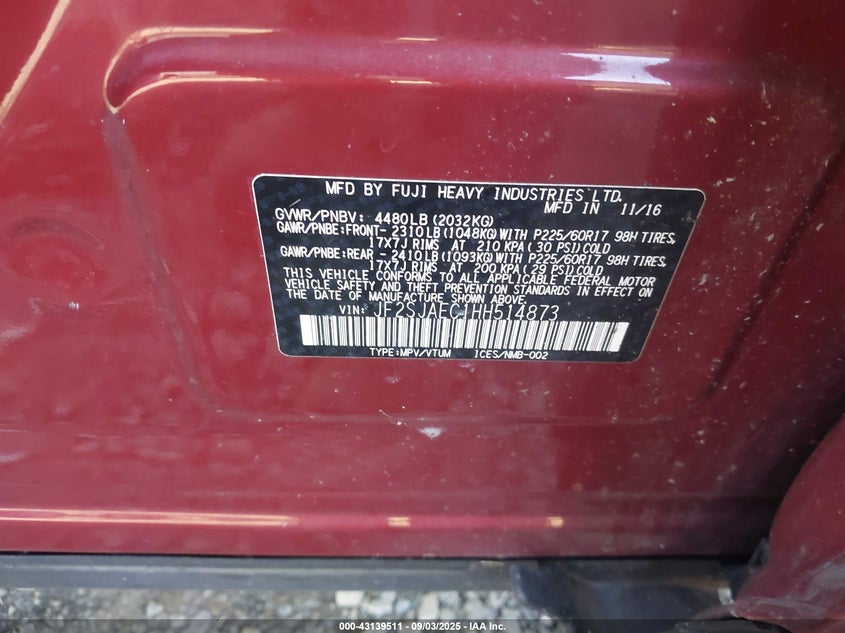 MFD BY FUJI HEAVY INDUSTRIES LTD.
MFD IN 11/16
GVWR/PNBV: 4480LB (2032KG)
GAWR/PNBE:FRONT- 2310LB (1048KG) WITH P225/60R17 98H TIRES,
17X7J RIMS AT 210 KPA (30 PSI) COLD
GAWR/PNBE:REAR - 2410LB (1093KG) WITH P225/60R17 98H TIRES,
17X7J RIMS AT 200 KPA (29 PSI) COLD
THIS VEHICLE CONFORMS TO ALL APPLICABLE FEDERAL MOTOR
VEHICLE SAFETY AND THEFT PREVENTION STANDARDS IN EFFECT ON
THE DATE OF MANUFACTURE SHOWN ABOVE.
VIN: JF2SJAEC1HH514873
TYPE:MPV/VTUM ICES/NMB-002
000-43139511 - 09/03/2025 - IAA Inc.